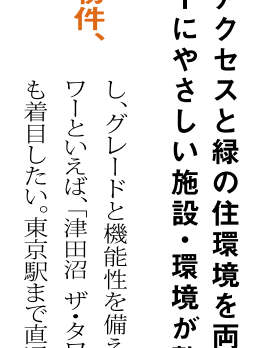 アクセスと緑の住環境を両
ーにやさしい施設・環境が
物件、
し、グレードと機能性を備え
ワーといえば、「津田沼 ザ・タワ
も着目したい。東京駅まで直通